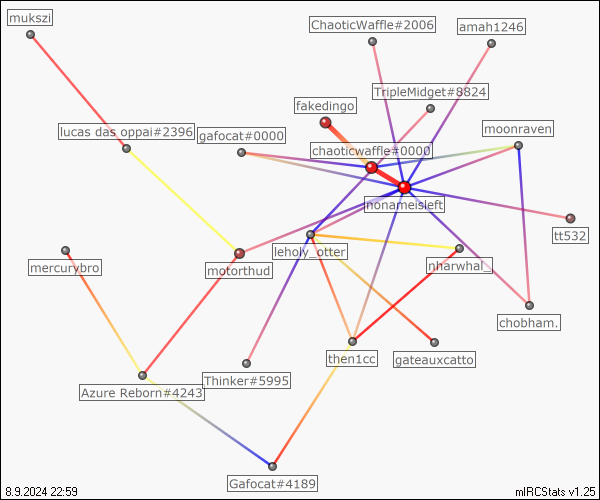 mukszi
ChaoticWaffle#2006
amah1246
TripleMidget#8824
fakedingo
lucas das oppai#2396
gafocat#0000
moonraven
chaoticwaffle#0000
nonameisleft
tt532
leholy_otter
mercurybro
motorthud
nharwhal_
chobham.
then1cc
gateauxcatto
Thinker#5995
Azure Reborn#4243
Gafocat#4189
8.9.2024 22:59
mIRCStats v1.25